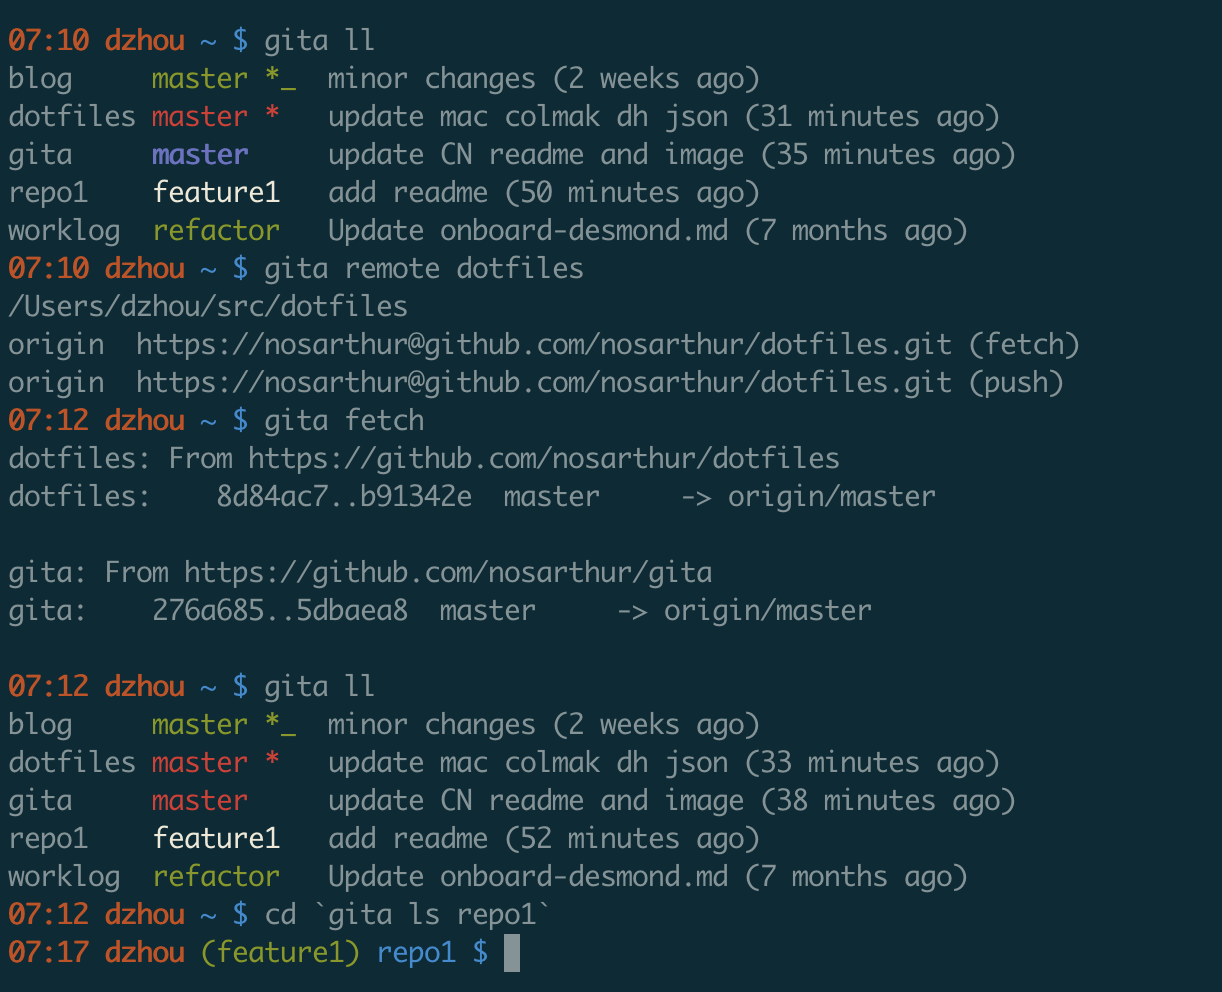 07:10 dzhou ~ $ gita ll
blog     master *_  minor changes (2 weeks ago)
dotfiles master *   update mac colmak dh json (31 minutes ago)
gita     master     update CN readme and image (35 minutes ago)
repo1    feature1   add readme (50 minutes ago)
worklog  refactor   Update onboard-desmond.md (7 months ago)
07:10 dzhou ~ $ gita remote dotfiles
/Users/dzhou/src/dotfiles
origin  https://nosarthur@github.com/nosarthur/dotfiles.git (fetch)
origin  https://nosarthur@github.com/nosarthur/dotfiles.git (push)
07:12 dzhou ~ $ gita fetch
dotfiles: From https://github.com/nosarthur/dotfiles
dotfiles:    8d84ac7..b91342e  master     -> origin/master
gita: From https://github.com/nosarthur/gita
gita:    276a685..5dbaea8  master     -> origin/master
07:12 dzhou ~ $ gita ll
blog     master *_  minor changes (2 weeks ago)
dotfiles master *   update mac colmak dh json (33 minutes ago)
gita     master     update CN readme and image (38 minutes ago)
repo1    feature1   add readme (52 minutes ago)
worklog  refactor   Update onboard-desmond.md (7 months ago)
07:12 dzhou ~ $ cd `gita ls repo1`
07:17 dzhou (feature1) repo1 $